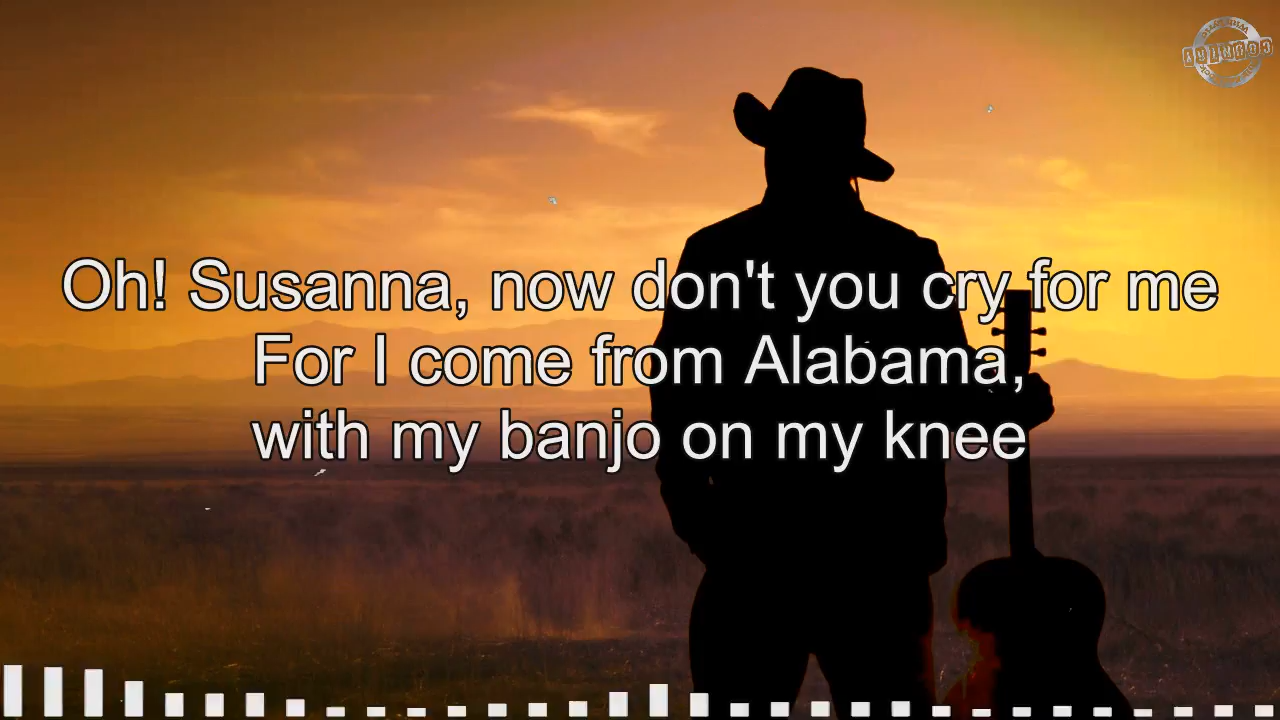 Oh! Susanna, now don't you cry for me
For I come from Alabama,
with my banjo on my knee